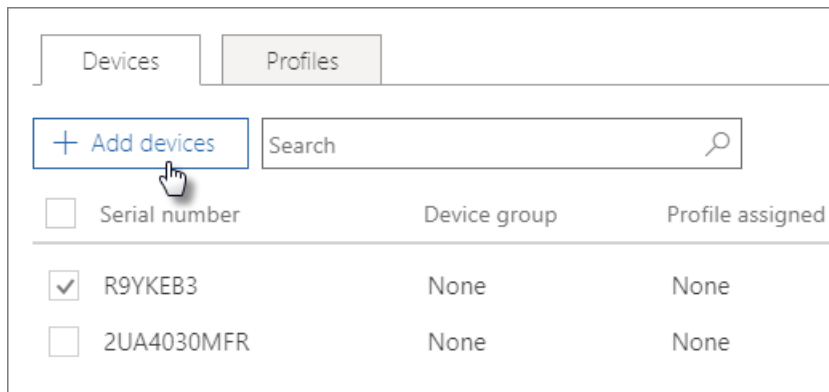 Devices Profiles
+ Add devices Search
Serial number Device group Profile assigned
R9YKEB3 None None
2UA4030MFR None None